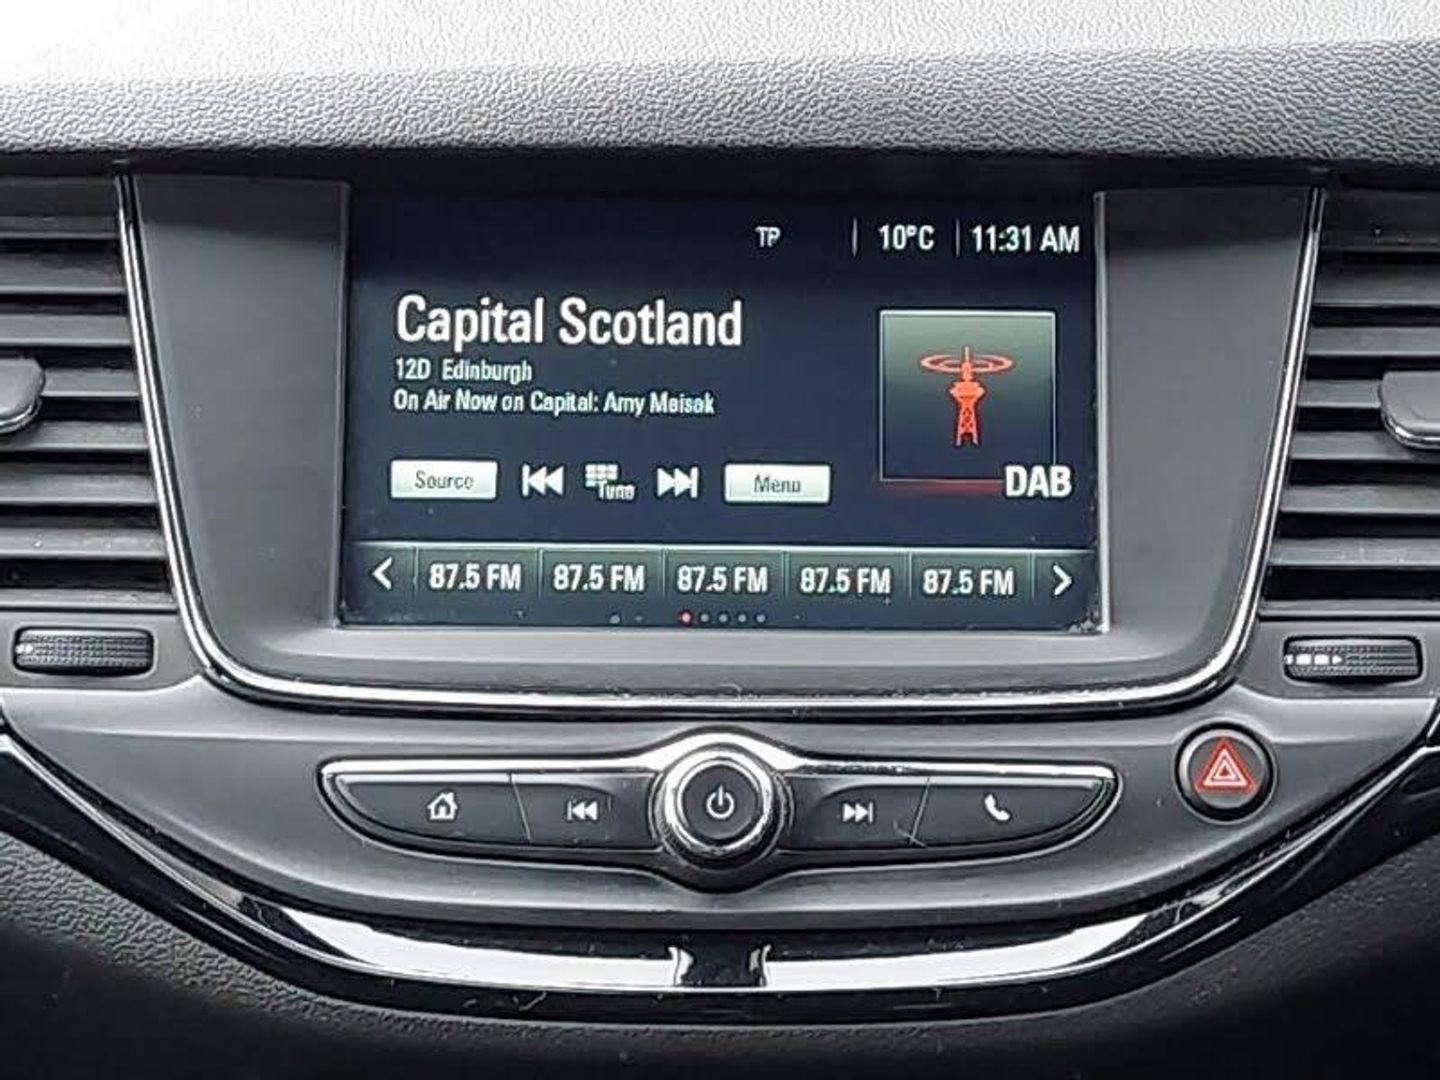 TP 10°C 11:31 AM
Capital Scotland
12D Edinburgh
On Air Now on Capital: Amy Meisak
Source Tune Menu
DAB
87.5 FM 87.5 FM 87.5 FM 87.5 FM 87.5 FM